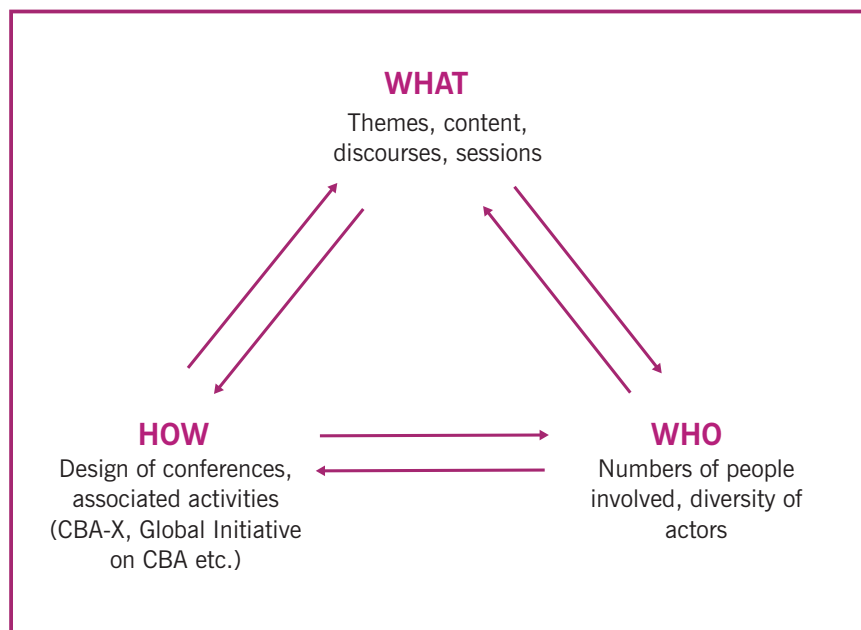 WHAT
Themes, content,
discourses, sessions
HOW
Design of conferences,
associated activities
(CBA-X, Global Initiative
on CBA etc.)
WHO
Numbers of people
involved, diversity of
actors